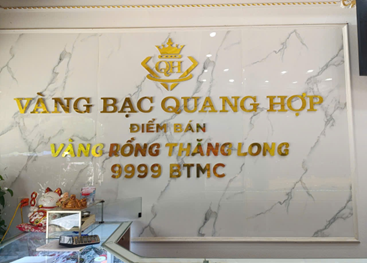 QH
VÀNG BẠC QUANG HỢP
ĐIỂM BÁN
VÀNG RỒNG THĂNG LONG
9999 BTMC